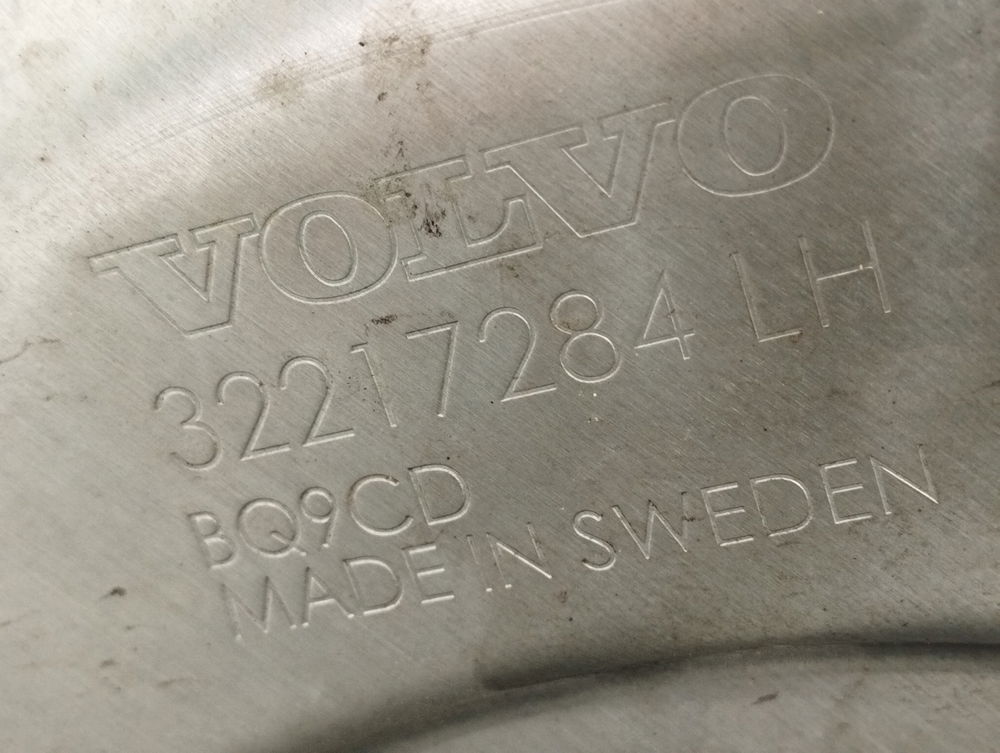 VOLVO
32217284 LH
BQ9CD
MADE IN SWEDEN